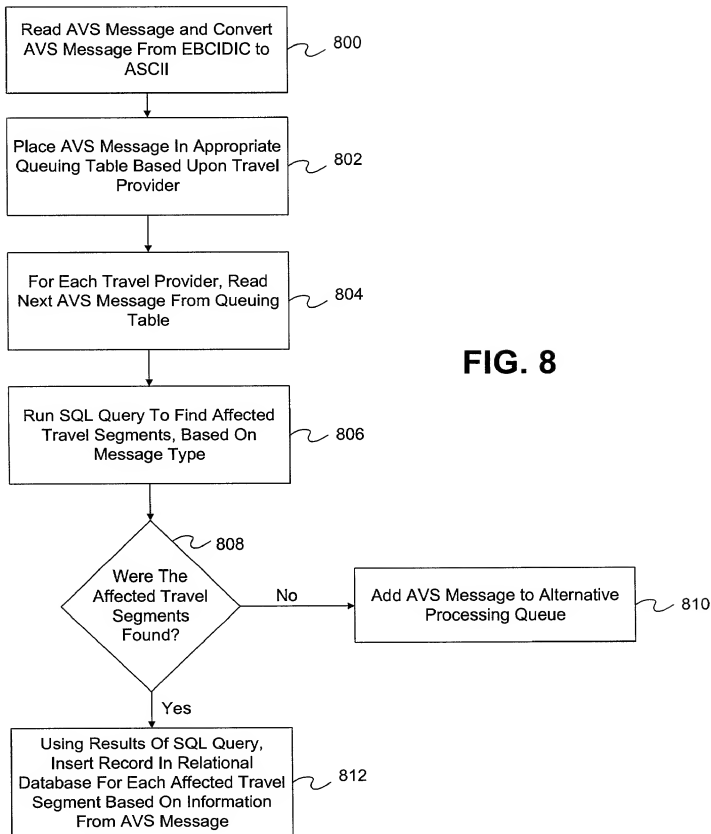 Read AVS Message and Convert
AVS Message From EBCIDIC to
ASCII
800
Place AVS Message In Appropriate
Queuing Table Based Upon Travel
Provider
802
For Each Travel Provider, Read
Next AVS Message From Queuing
Table
804
FIG. 8
Run SQL Query To Find Affected
Travel Segments, Based On
Message Type
806
808
Were The
Affected Travel
Segments
Found?
No
Add AVS Message to Alternative
Processing Queue
810
Yes
Using Results Of SQL Query,
Insert Record In Relational
Database For Each Affected Travel
Segment Based On Information
From AVS Message
812